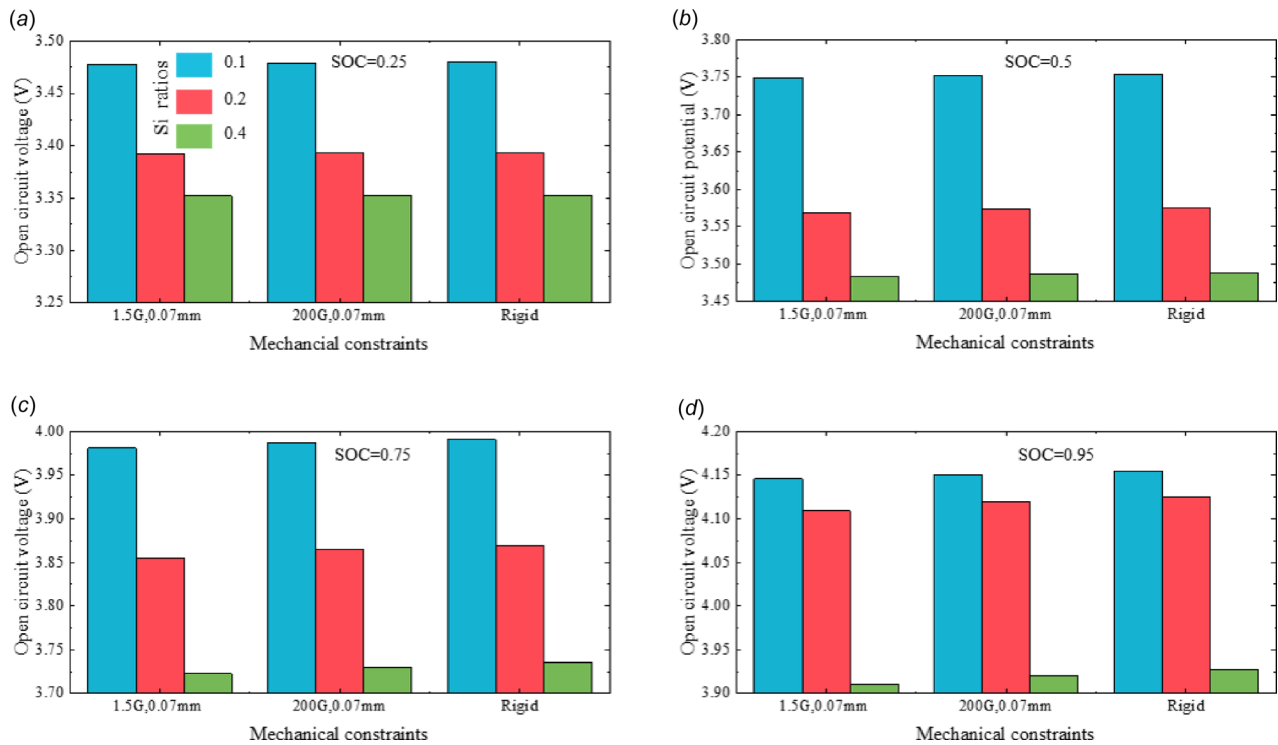 (a)
3.50
3.45
3.40
3.35
3.30
3.25
Open circuit voltage (V)
Si ratios
0.1
0.2
0.4
SOC=0.25
1.5G,0.07mm 200G,0.07mm Rigid
Mechancial constraints
(b)
3.80
3.75
3.70
3.65
3.60
3.55
3.50
3.45
Open circuit potential (V)
SOC=0.5
1.5G,0.07mm 200G,0.07mm Rigid
Mechanical constraints
(c)
4.00
3.95
3.90
3.85
3.80
3.75
3.70
Open circuit voltage (V)
SOC=0.75
1.5G,0.07mm 200G,0.07mm Rigid
Mechanical constraints
(d)
4.20
4.15
4.10
4.05
4.00
3.95
3.90
Open circuit voltage (V)
SOC=0.95
1.5G,0.07mm 200G,0.07mm Rigid
Mechanical constraints